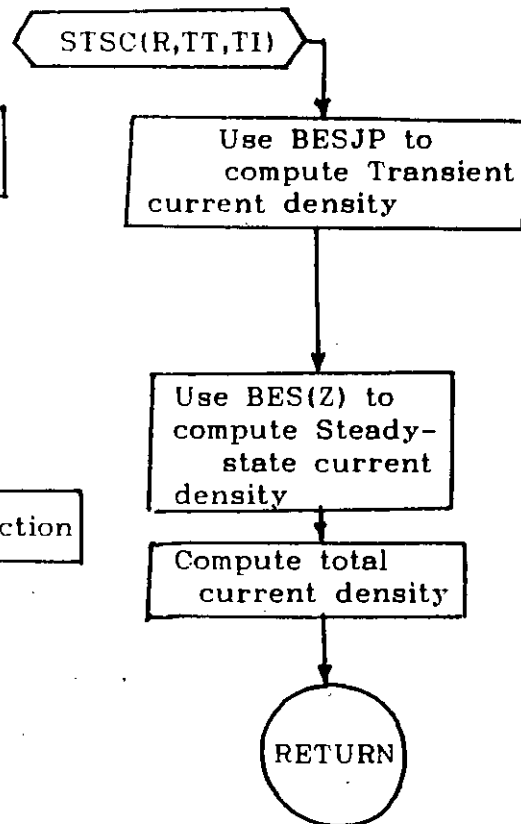 STSC(R,TT,TI)
Use BESJP to
compute Transient
current density
Use BES(Z) to
compute Steady-
state current
density
ction
Compute total
current density
RETURN